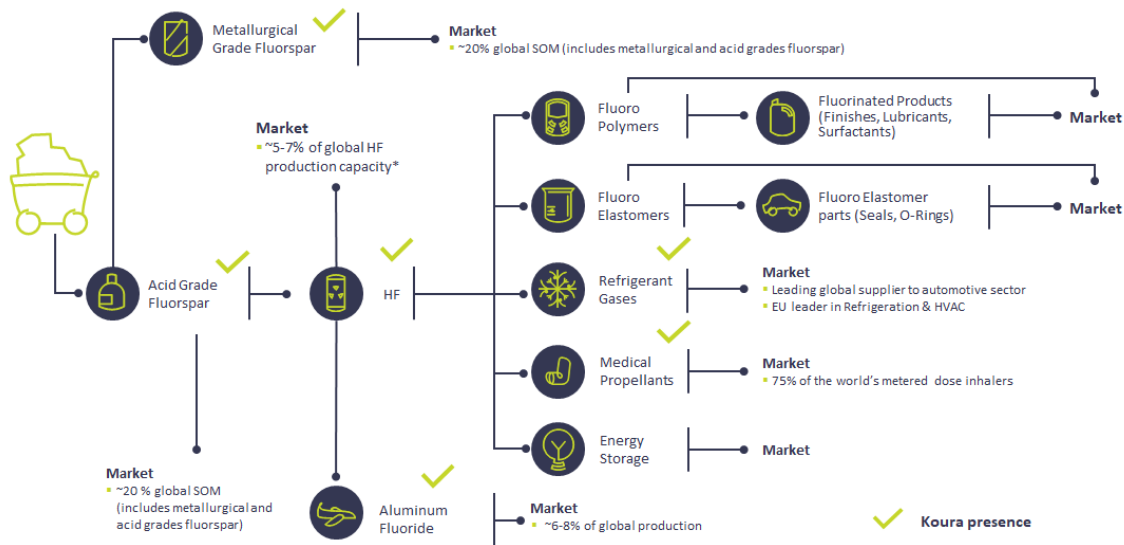 Metallurgical
Grade Fluorspar
Market
▪ ~20% global SOM (includes metallurgical and acid grades fluorspar)
Market
▪ ~5-7% of global HF
production capacity*
Fluoro
Polymers
Fluorinated Products
(Finishes, Lubricants,
Surfactants)
Market
Fluoro
Elastomers
Fluoro Elastomer
parts (Seals, O-Rings)
Market
Acid Grade
Fluorspar
HF
Refrigerant
Gases
Market
▪ Leading global supplier to automotive sector
▪ EU leader in Refrigeration & HVAC
Medical
Propellants
Market
▪ 75% of the world's metered dose inhalers
Energy
Storage
Market
Market
▪ ~20 % global SOM
(includes metallurgical and
acid grades fluorspar)
Aluminum
Fluoride
Market
▪ ~6-8% of global production
Koura presence